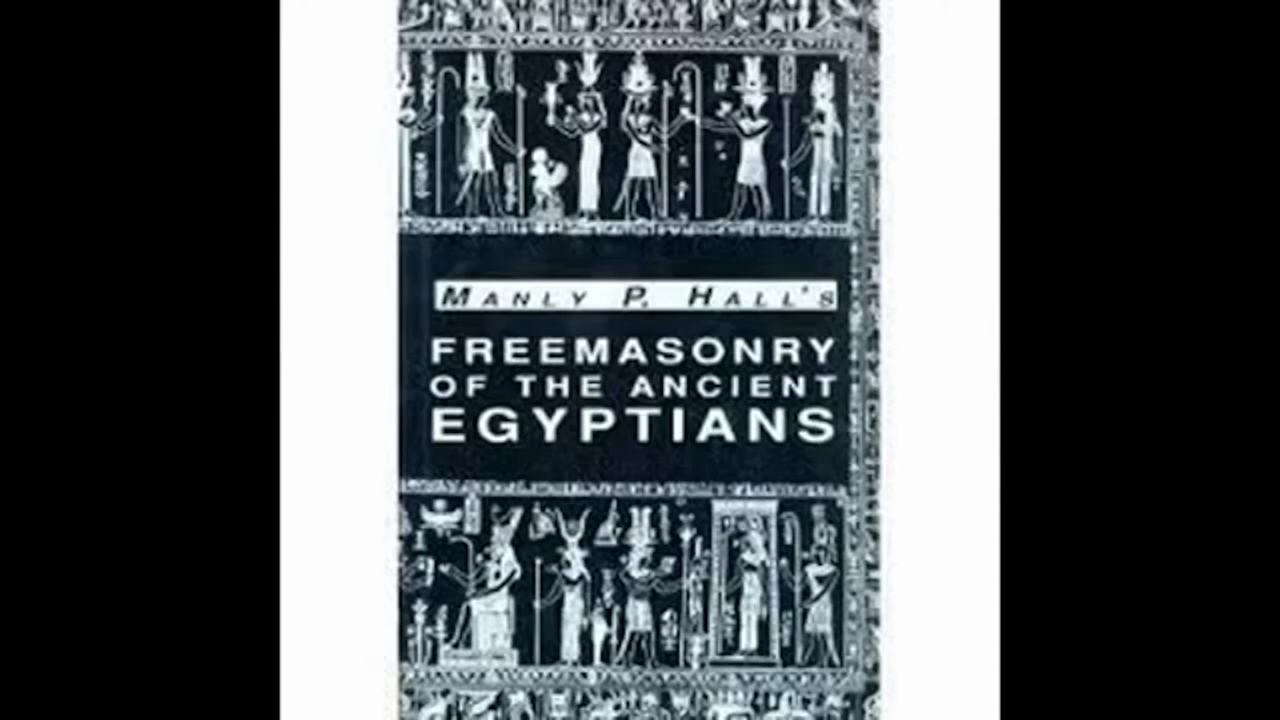 MANLY P. HALL'S
FREEMASONRY
OF THE ANCIENT
EGYPTIANS